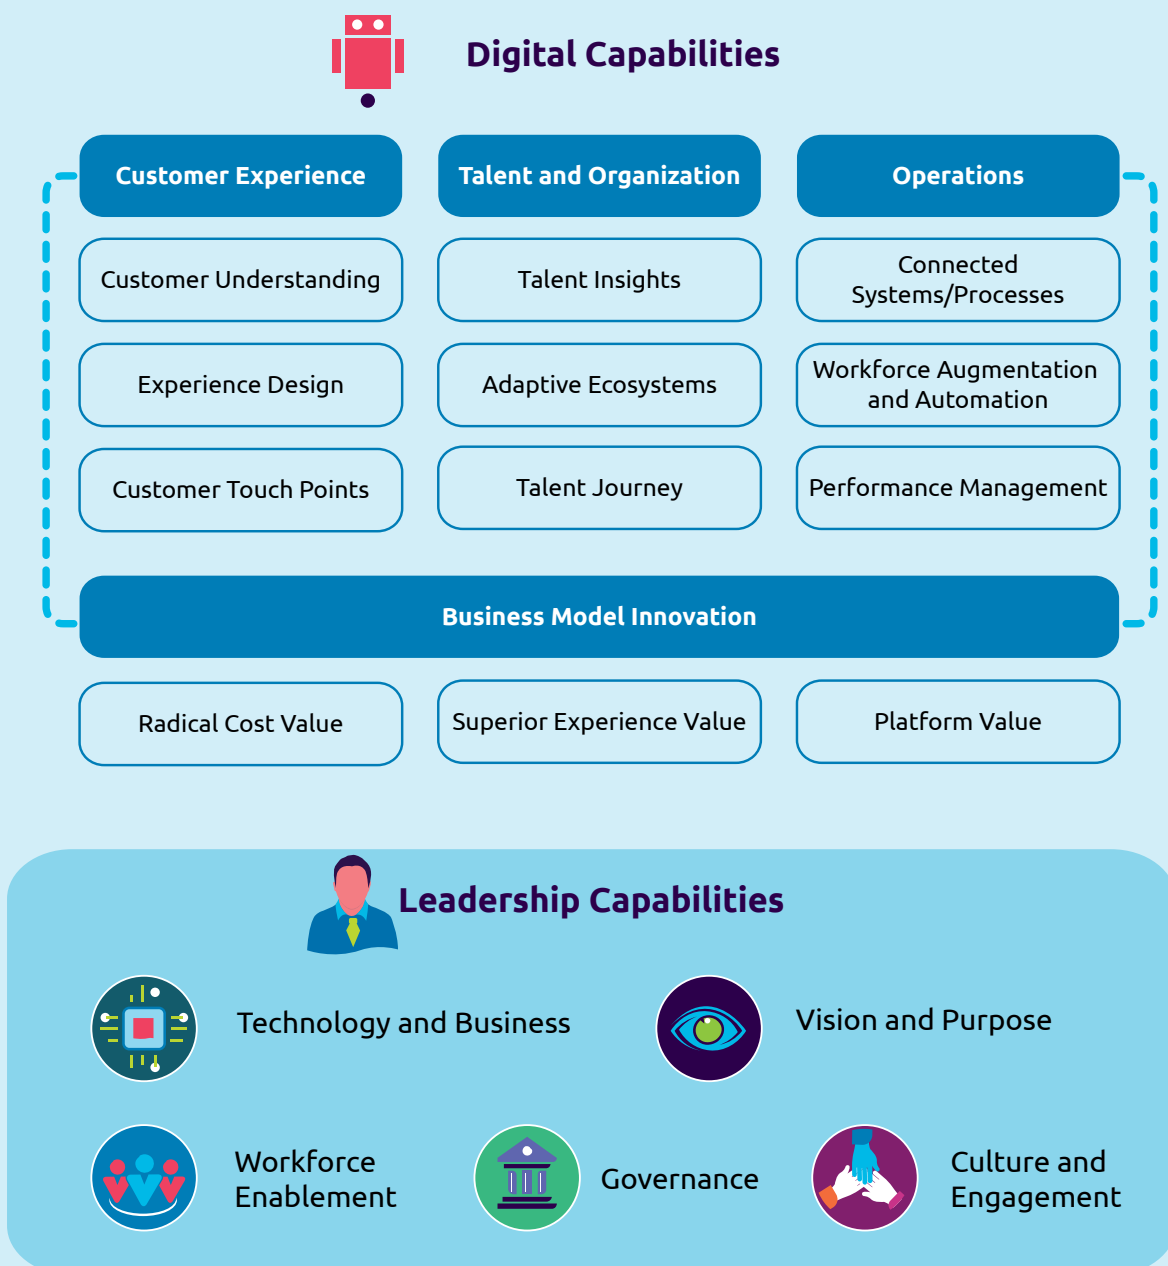 Digital Capabilities
Customer Experience
Talent and Organization
Operations
Customer Understanding
Talent Insights
Connected
Systems/Processes
Experience Design
Adaptive Ecosystems
Workforce Augmentation
and Automation
Customer Touch Points
Talent Journey
Performance Management
Business Model Innovation
Radical Cost Value
Superior Experience Value
Platform Value
Leadership Capabilities
Technology and Business
Vision and Purpose
Workforce
Enablement
Governance
Culture and
Engagement